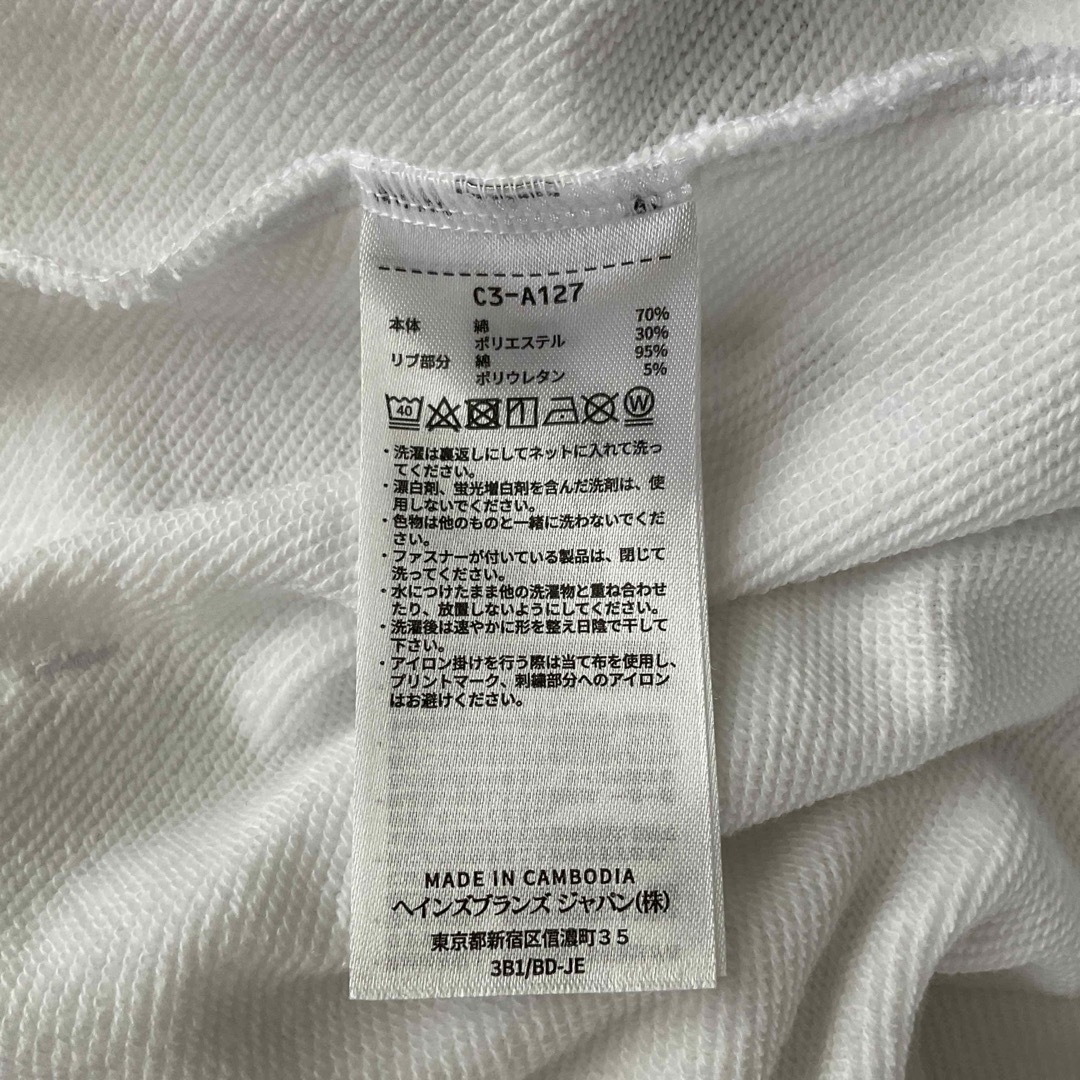 C3-A127
本体 綿 70%
ポリエステル 30%
リブ部分 綿 95%
ポリウレタン 5%
40 W
・洗濯は裏返しにしてネットに入れて洗っ
てください。
・漂白剤、蛍光増白剤を含んだ洗剤は、使
用しないでください。
・色物は他のものと一緒に洗わないでくだ
さい。
・ファスナーが付いている製品は、閉じて
洗ってください。
・水につけたまま他の洗濯物と重ね合わせ
たり、放置しないようにしてください。
・洗濯後は速やかに形を整え日陰で干して
下さい。
・アイロン掛けを行う際は当て布を使用し、
プリントマーク、刺繍部分へのアイロン
はお避けください。
MADE IN CAMBODIA
ヘインズブランズ ジャパン(株)
東京都新宿区信濃町35
3B1/BD-JE